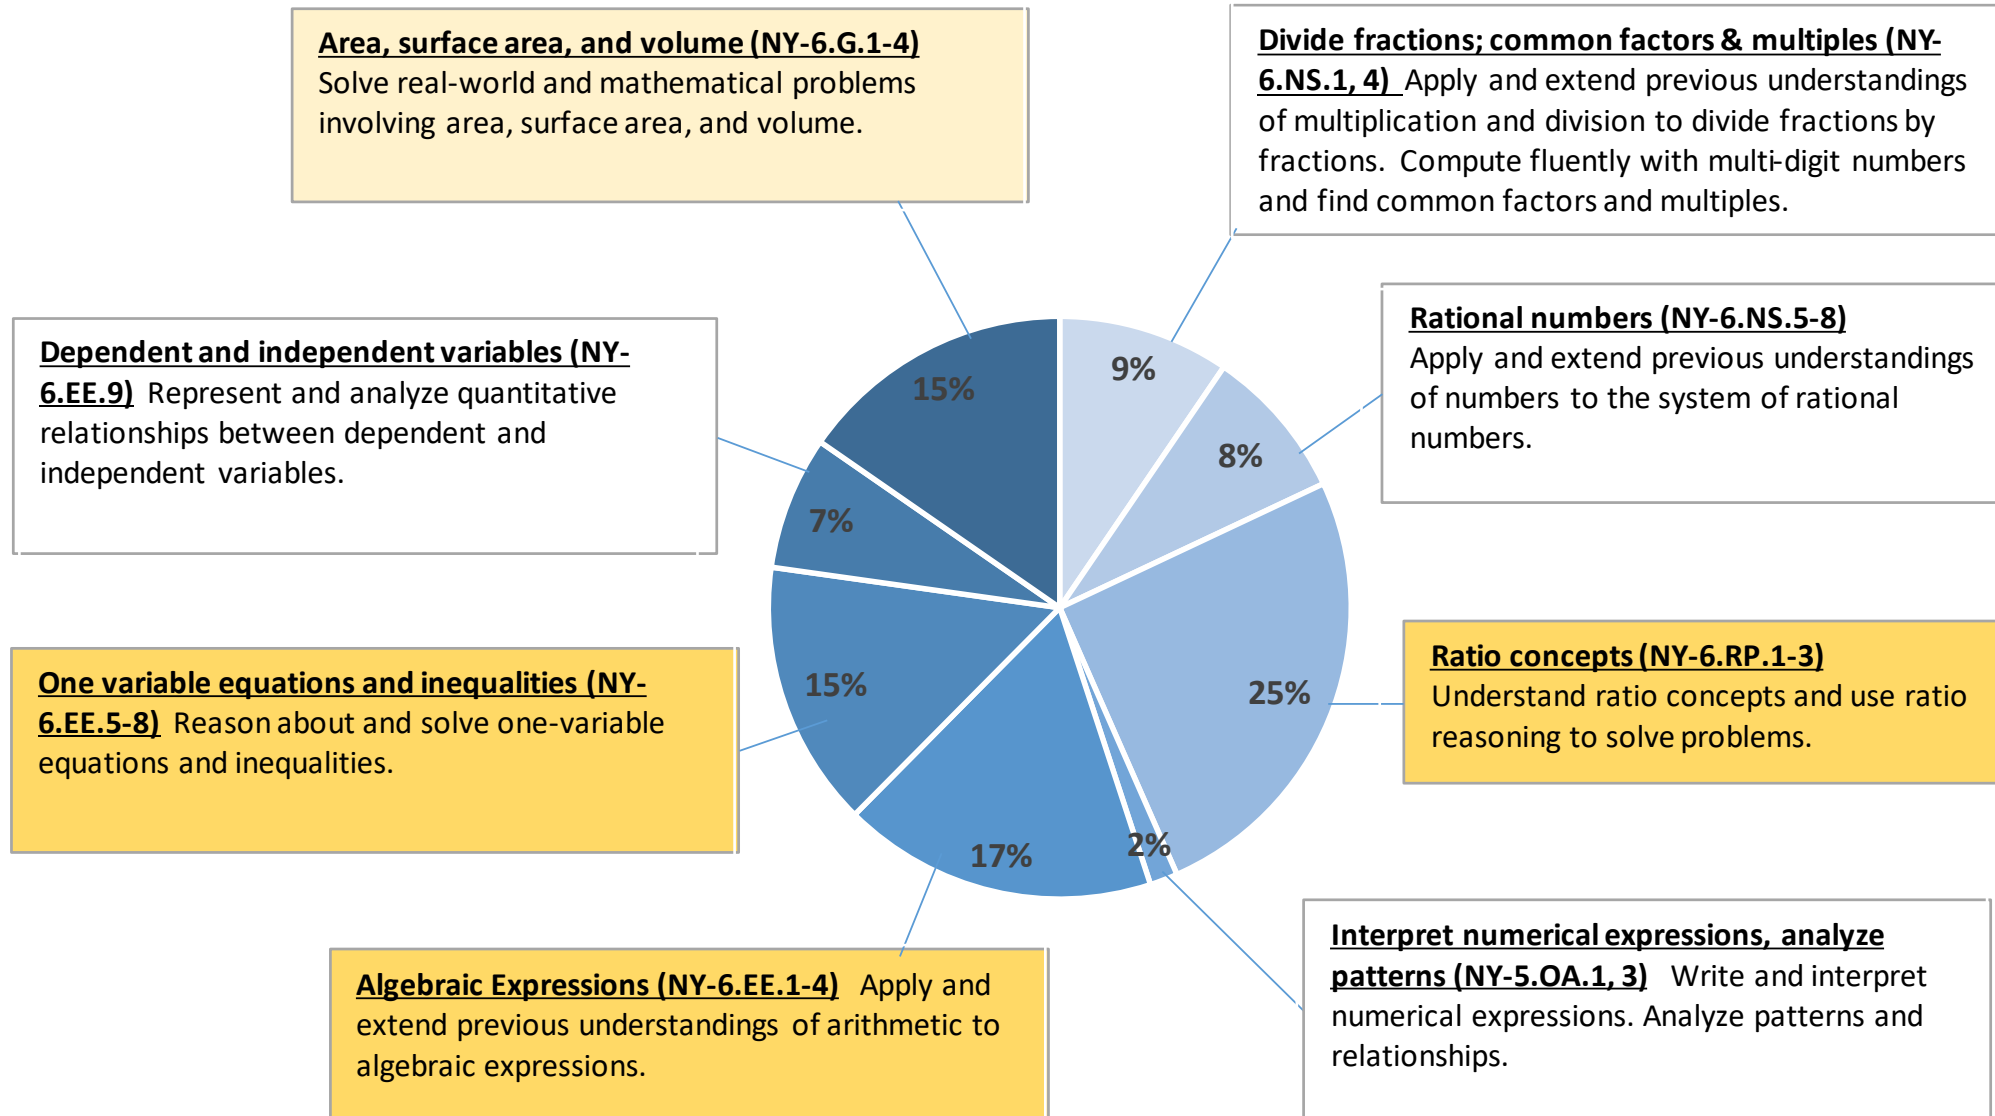 Area, surface area, and volume (NY-6.G.1-4)
Solve real-world and mathematical problems
involving area, surface area, and volume.
Divide fractions; common factors & multiples (NY-
6.NS.1, 4) Apply and extend previous understandings
of multiplication and division to divide fractions by
fractions. Compute fluently with multi-digit numbers
and find common factors and multiples.
Dependent and independent variables (NY-
6.EE.9) Represent and analyze quantitative
relationships between dependent and
independent variables.
Rational numbers (NY-6.NS.5-8)
Apply and extend previous understandings
of numbers to the system of rational
numbers.
15%
9%
8%
7%
One variable equations and inequalities (NY-
6.EE.5-8) Reason about and solve one-variable
equations and inequalities.
15%
25%
Ratio concepts (NY-6.RP.1-3)
Understand ratio concepts and use ratio
reasoning to solve problems.
17%
2%
Algebraic Expressions (NY-6.EE.1-4) Apply and
extend previous understandings of arithmetic to
algebraic expressions.
Interpret numerical expressions, analyze
patterns (NY-5.OA.1, 3) Write and interpret
numerical expressions. Analyze patterns and
relationships.